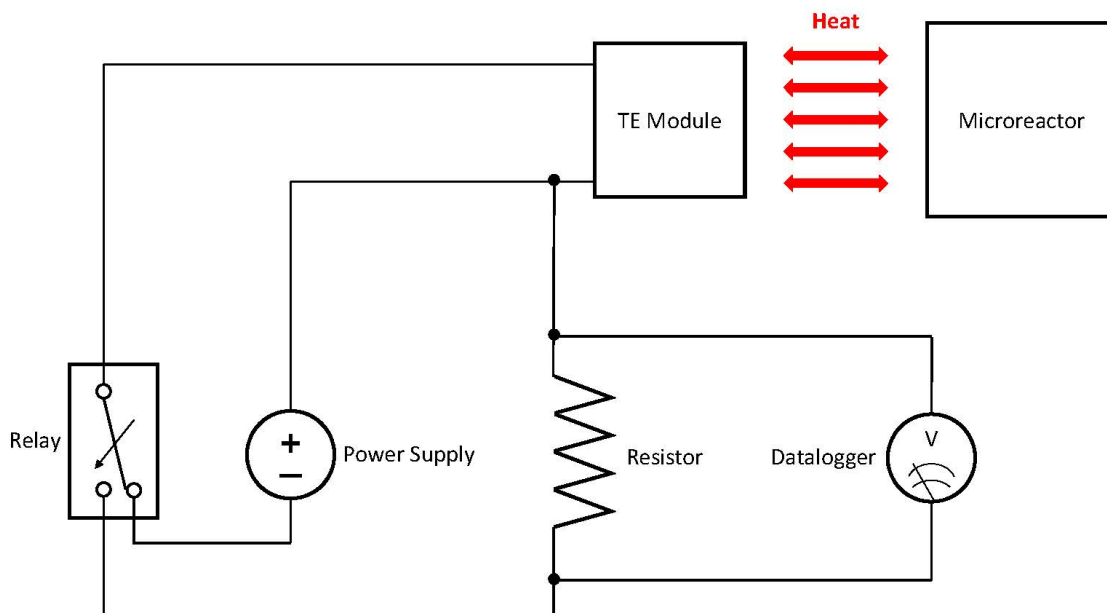 Heat
TE Module
Microreactor
Relay
+
−
Power Supply
Resistor
Datalogger
V